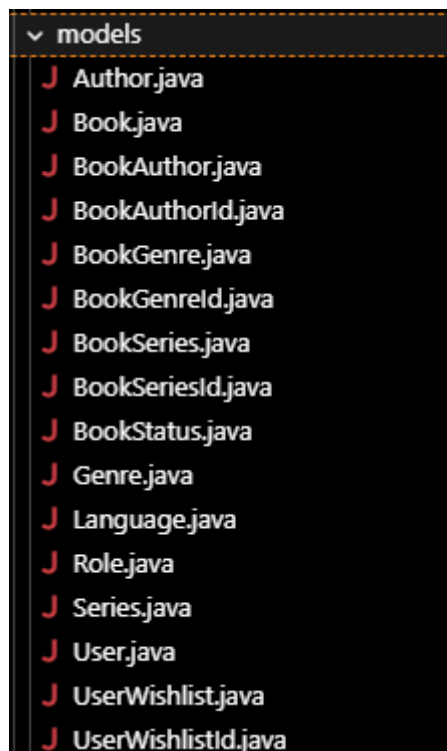 models
J Author.java
J Book.java
J BookAuthor.java
J BookAuthorId.java
J BookGenre.java
J BookGenreId.java
J BookSeries.java
J BookSeriesId.java
J BookStatus.java
J Genre.java
J Language.java
J Role.java
J Series.java
J User.java
J UserWishlist.java
J UserWishlistId.java